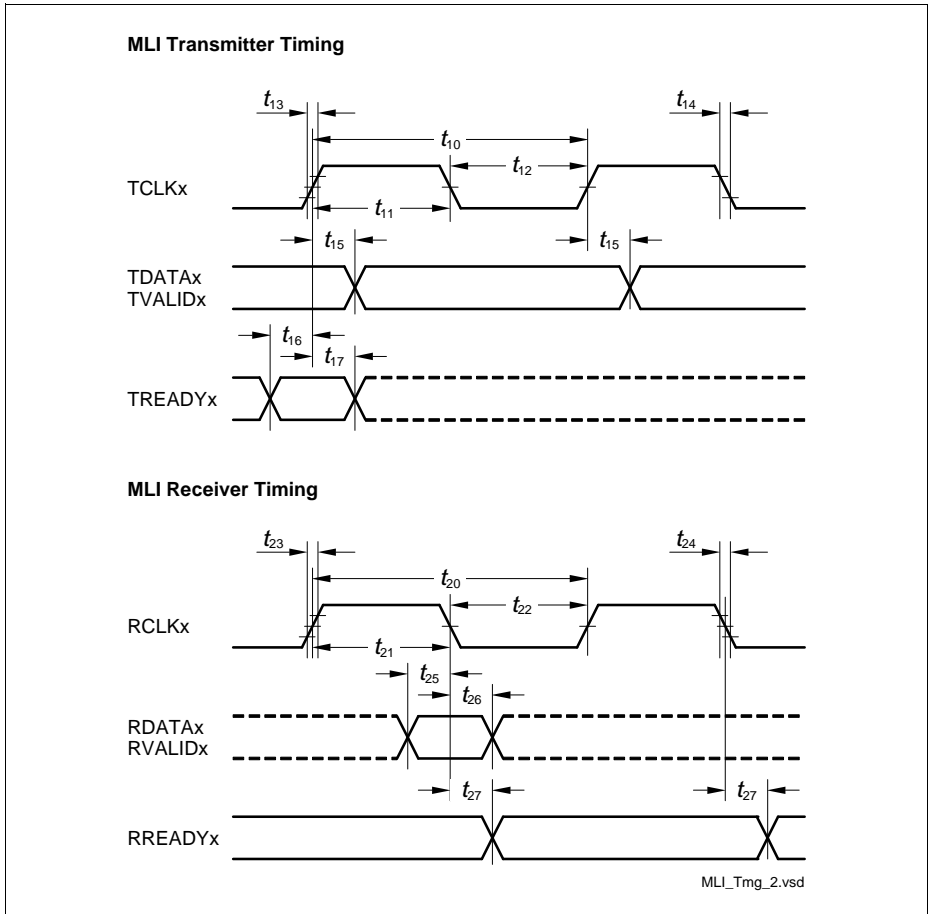 MLI Transmitter Timing
t13
t14
t10
t12
TCLKx
t11
t15
t15
TDATAx
TVALIDx
t16
t17
TREADYx
MLI Receiver Timing
t23
t24
t20
t22
RCLKx
t21
t25
t26
RDATAx
RVALIDx
t27
t27
RREADYx
MLI_Tmg_2.vsd